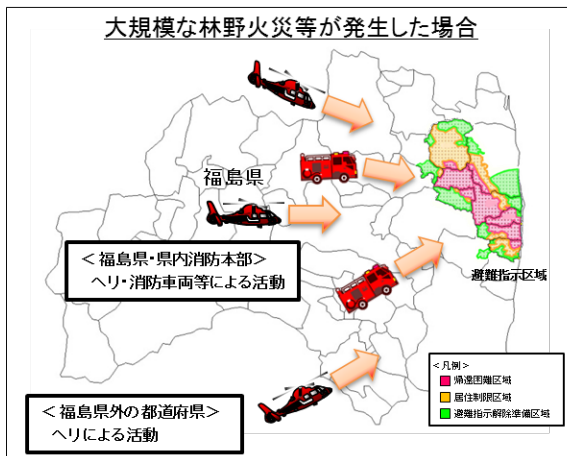 大規模な林野火災等が発生した場合
福島県
<福島県・県内消防本部>
ヘリ・消防車両等による活動
避難指示区域
<凡例>
帰還困難区域
居住制限区域
避難指示解除準備区域
<福島県外の都道府県>
ヘリによる活動